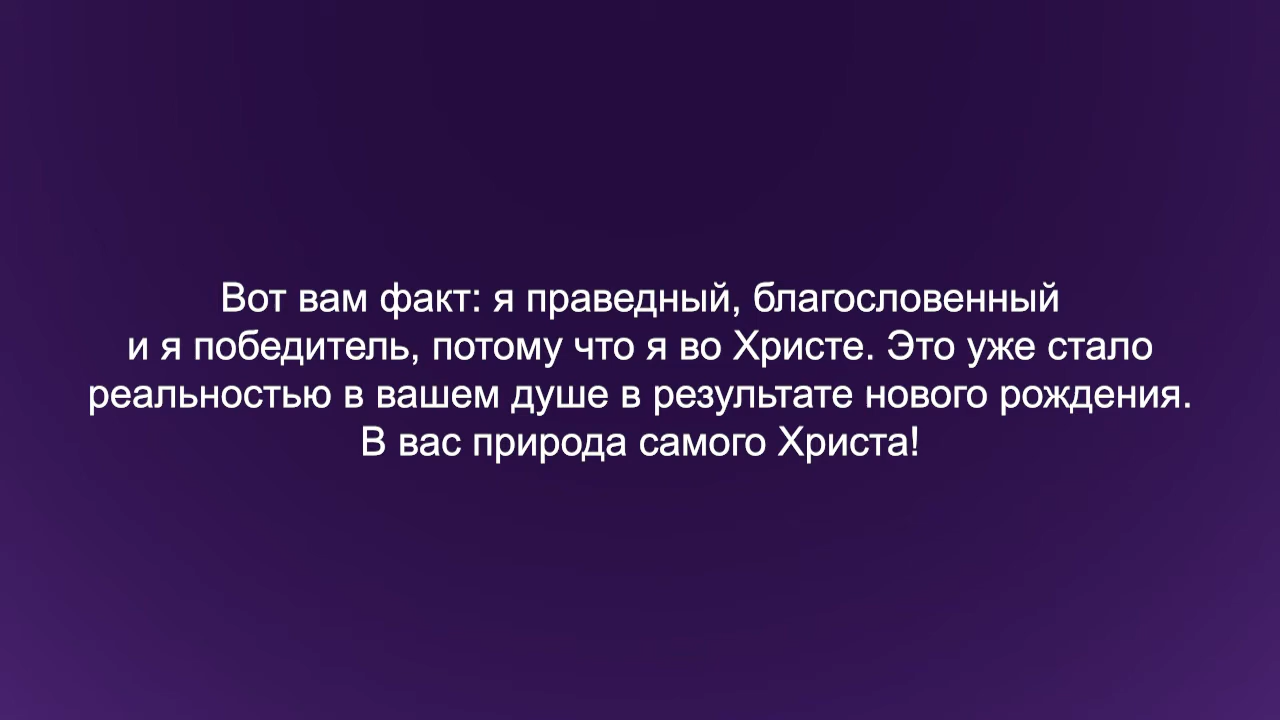 Вот вам факт: я праведный, благословенный
и я победитель, потому что я во Христе. Это уже стало
реальностью в вашем душе в результате нового рождения.
В вас природа самого Христа!